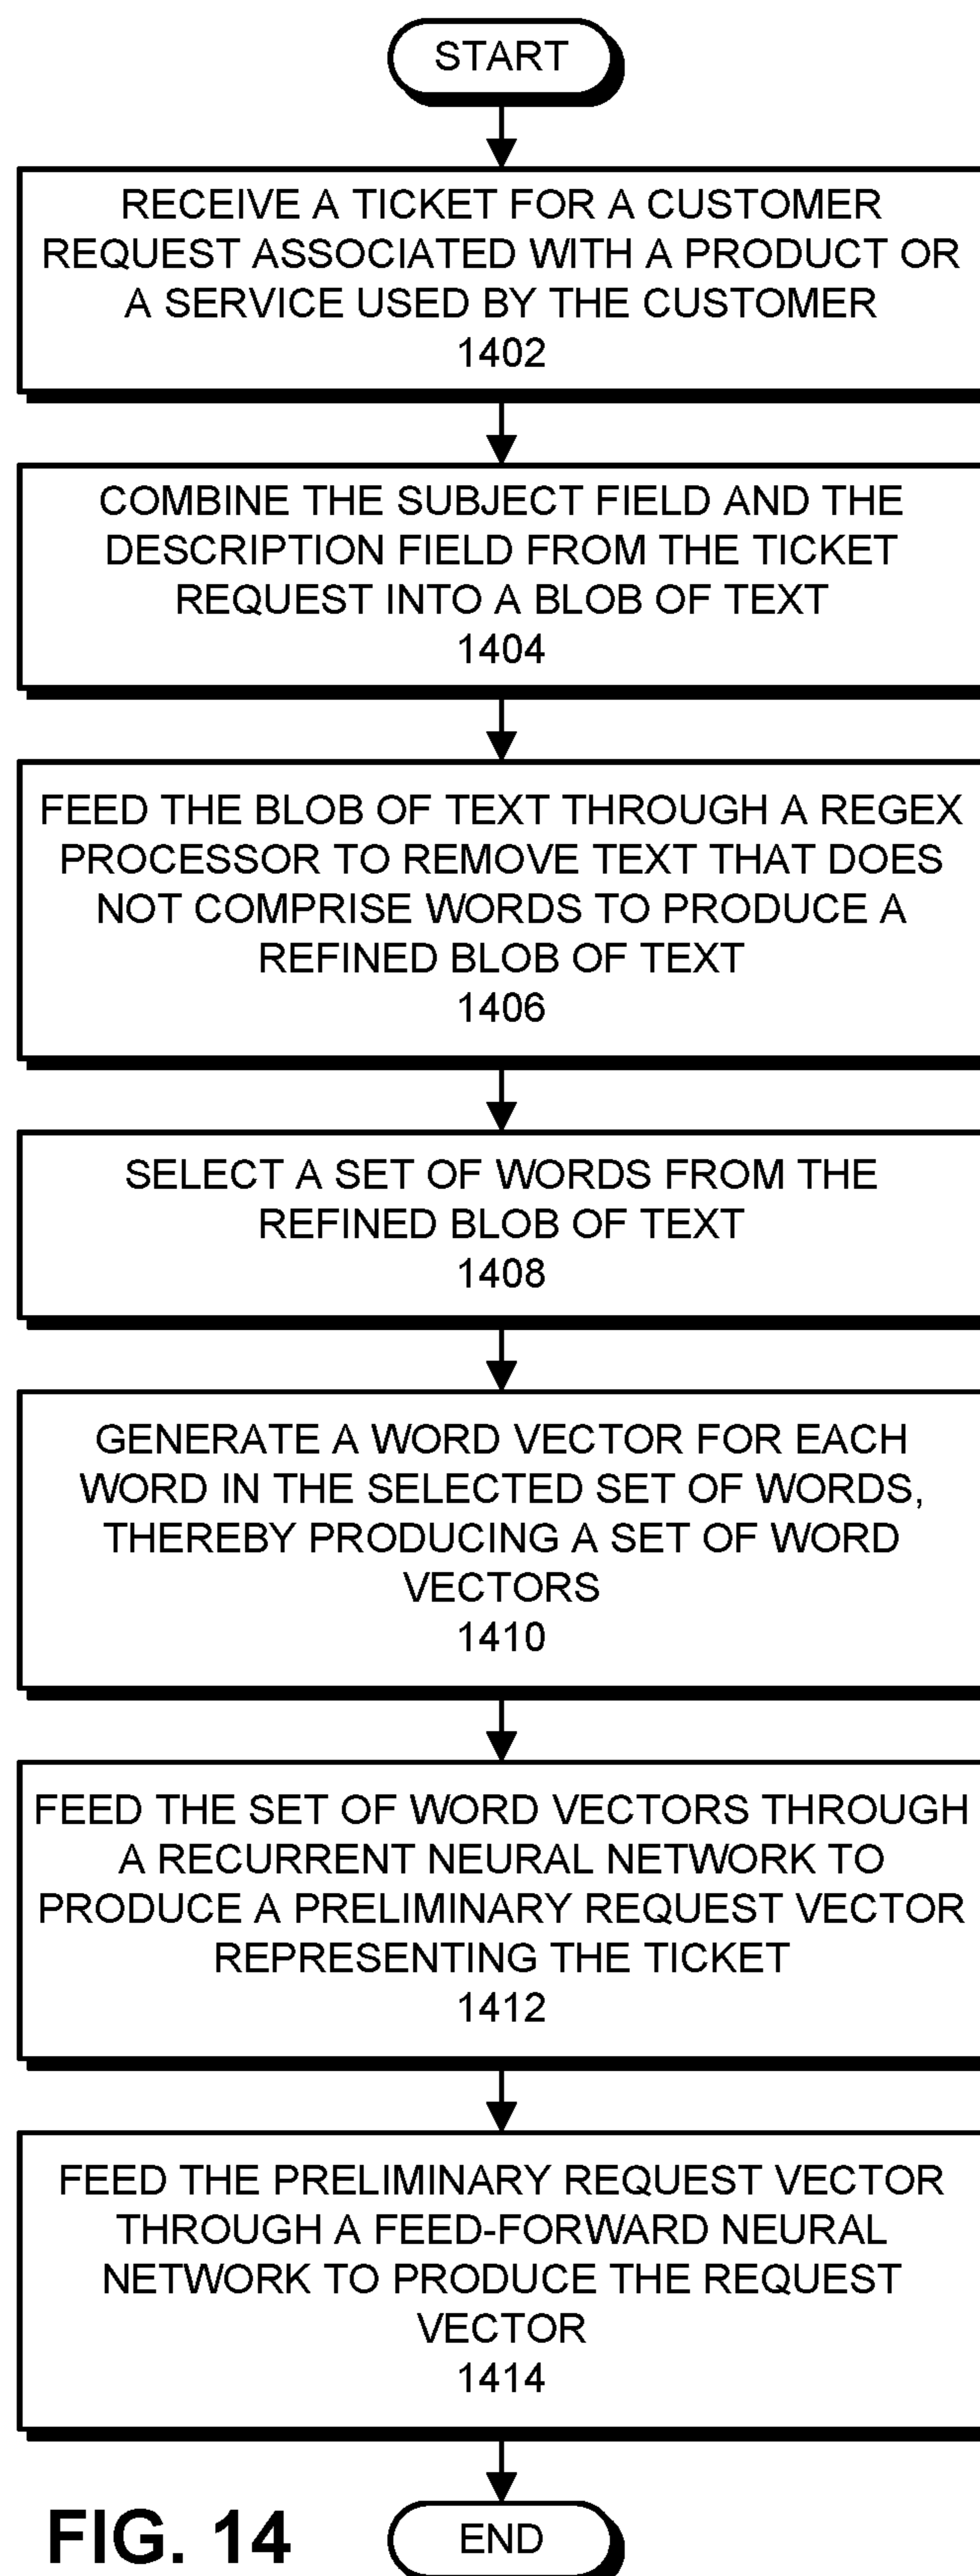 START
RECEIVE A TICKET FOR A CUSTOMER
REQUEST ASSOCIATED WITH A PRODUCT OR
A SERVICE USED BY THE CUSTOMER
1402
COMBINE THE SUBJECT FIELD AND THE
DESCRIPTION FIELD FROM THE TICKET
REQUEST INTO A BLOB OF TEXT
1404
FEED THE BLOB OF TEXT THROUGH A REGEX
PROCESSOR TO REMOVE TEXT THAT DOES
NOT COMPRISE WORDS TO PRODUCE A
REFINED BLOB OF TEXT
1406
SELECT A SET OF WORDS FROM THE
REFINED BLOB OF TEXT
1408
GENERATE A WORD VECTOR FOR EACH
WORD IN THE SELECTED SET OF WORDS,
THEREBY PRODUCING A SET OF WORD
VECTORS
1410
FEED THE SET OF WORD VECTORS THROUGH
A RECURRENT NEURAL NETWORK TO
PRODUCE A PRELIMINARY REQUEST VECTOR
REPRESENTING THE TICKET
1412
FEED THE PRELIMINARY REQUEST VECTOR
THROUGH A FEED-FORWARD NEURAL
NETWORK TO PRODUCE THE REQUEST
VECTOR
1414
END
FIG. 14